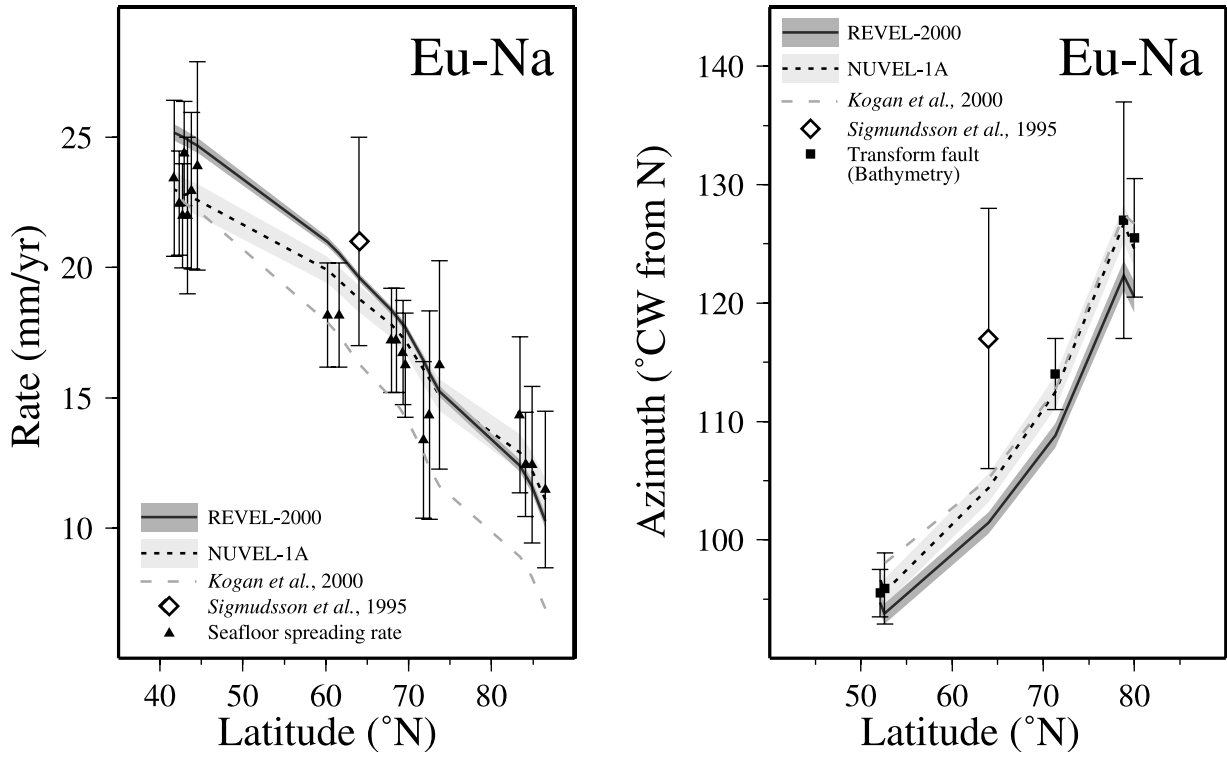 Eu-Na
25
20
15
10
Rate (mm/yr)
REVEL-2000
NUVEL-1A
Kogan et al., 2000
Sigmudsson et al., 1995
Seafloor spreading rate
40 50 60 70 80
Latitude (°N)
Eu-Na
REVEL-2000
NUVEL-1A
Kogan et al., 2000
Sigmundsson et al., 1995
Transform fault
(Bathymetry)
140
130
120
110
100
Azimuth (°CW from N)
50 60 70 80
Latitude (°N)